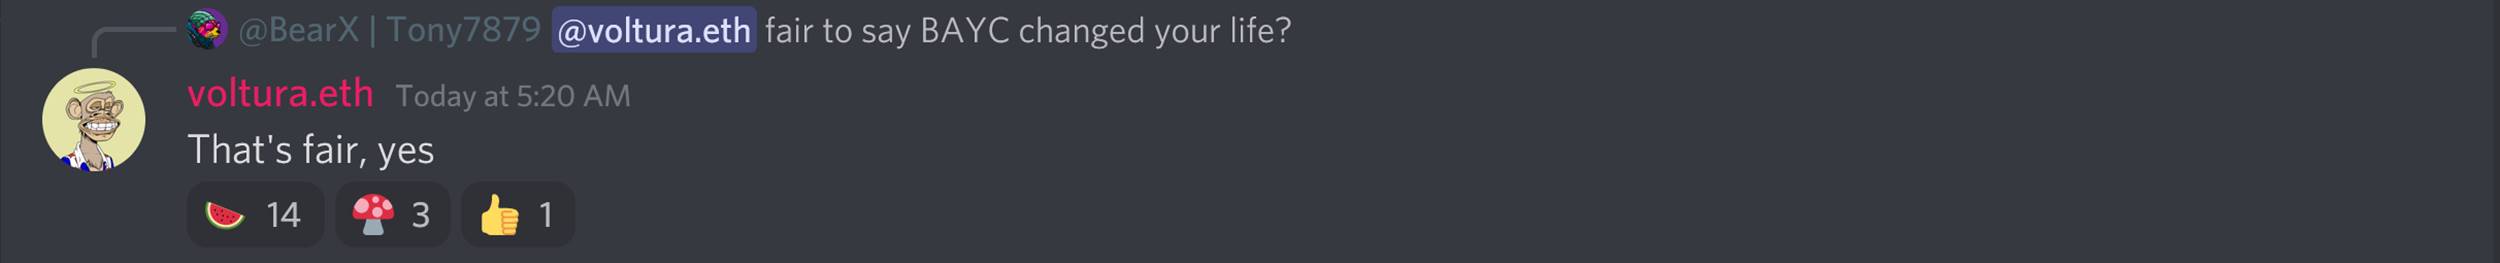 @BearX | Tony7879 @voltura.eth fair to say BAYC changed your life?
voltura.eth Today at 5:20 AM
That's fair, yes
14 3 1